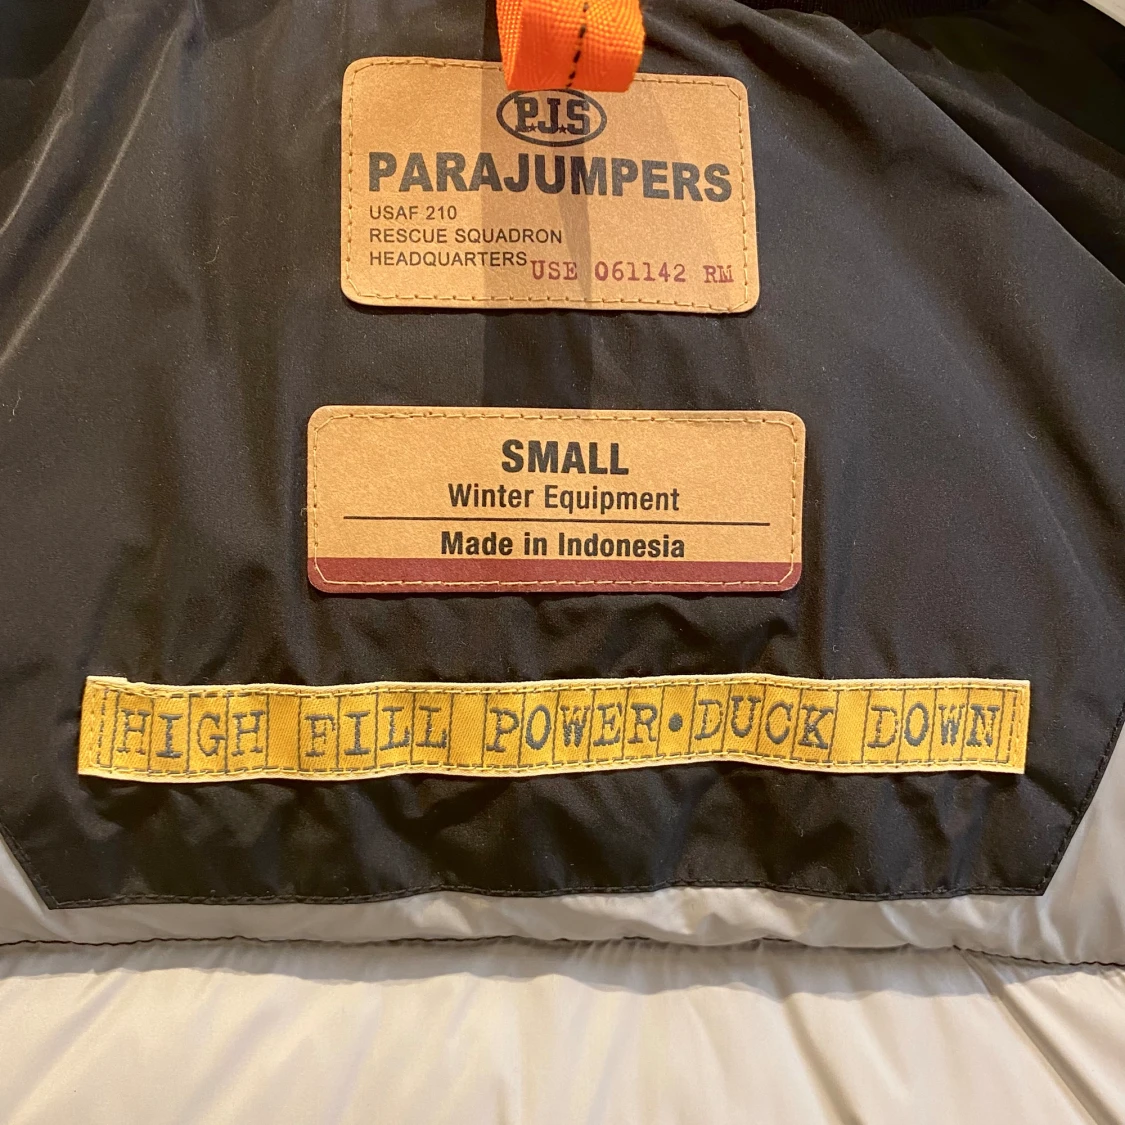 P.J.S
PARAJUMPERS
USAF 210
RESCUE SQUADRON
HEADQUARTERS USE 061142 RM
SMALL
Winter Equipment
Made in Indonesia
HIGH FILL POWER•DUCK DOWN